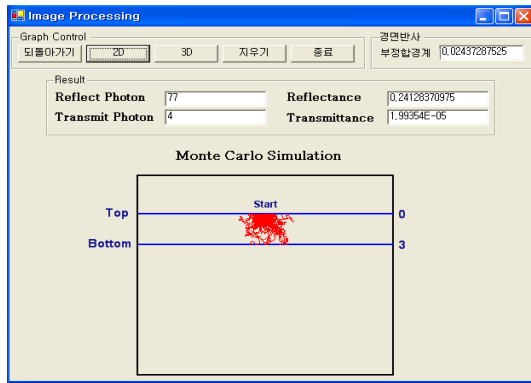 Image Processing
Graph Control
되돌아가기 2D 3D 지우기 종료
경면반사
부정합경계 0,02437287525
Result
Reflect Photon 77 Reflectance 0,24128370975
Transmit Photon 4 Transmittance 1,99354E-05
Monte Carlo Simulation
Start
Top 0
Bottom 3